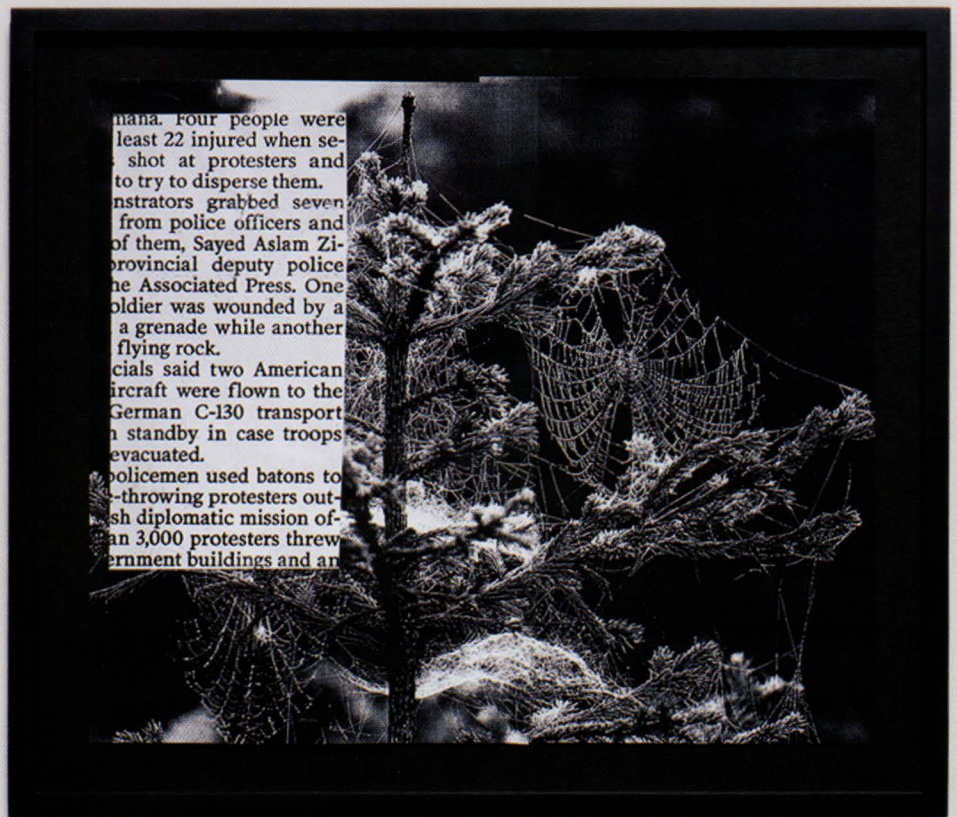 mana. Four people were
least 22 injured when se-
shot at protesters and
to try to disperse them.
nstrators grabbed seven
from police officers and
of them, Sayed Aslam Zi-
provincial deputy police
he Associated Press. One
oldier was wounded by a
a grenade while another
flying rock.
cials said two American
ircraft were flown to the
German C-130 transport
n standby in case troops
evacuated.
policemen used batons to
-throwing protesters out-
sh diplomatic mission of-
an 3,000 protesters threw
ernment buildings and an